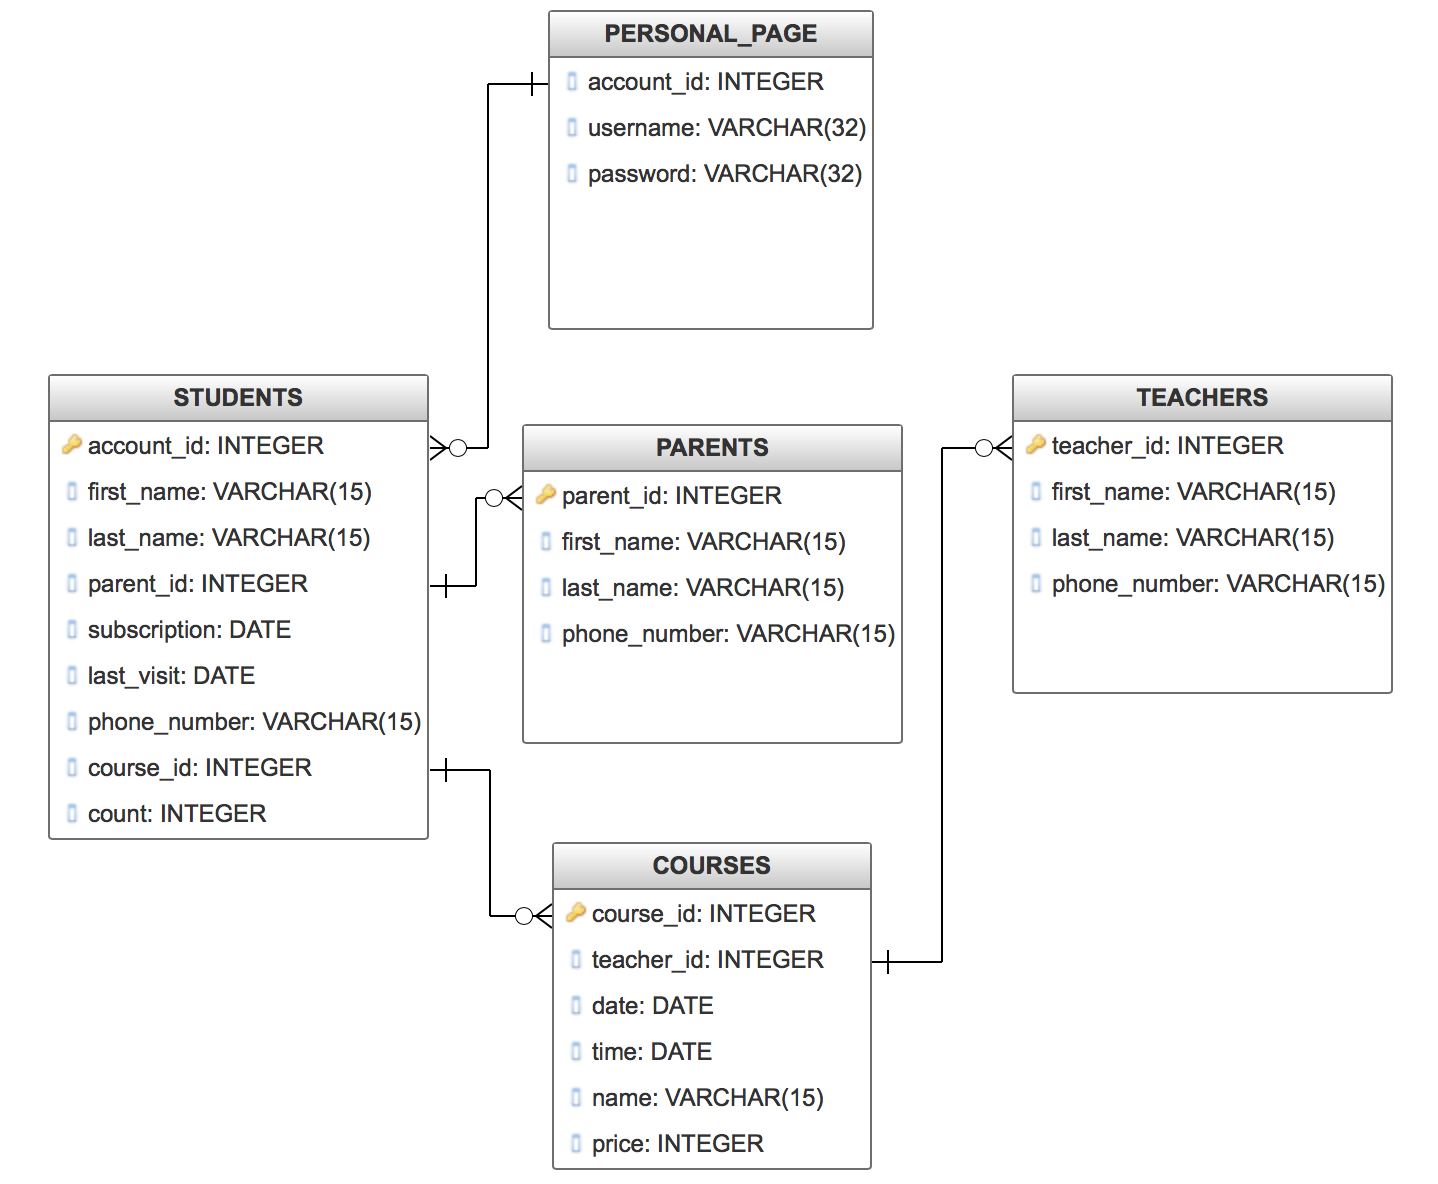 PERSONAL_PAGE
account_id: INTEGER
username: VARCHAR(32)
password: VARCHAR(32)
STUDENTS
account_id: INTEGER
first_name: VARCHAR(15)
last_name: VARCHAR(15)
parent_id: INTEGER
subscription: DATE
last_visit: DATE
phone_number: VARCHAR(15)
course_id: INTEGER
count: INTEGER
PARENTS
parent_id: INTEGER
first_name: VARCHAR(15)
last_name: VARCHAR(15)
phone_number: VARCHAR(15)
TEACHERS
teacher_id: INTEGER
first_name: VARCHAR(15)
last_name: VARCHAR(15)
phone_number: VARCHAR(15)
COURSES
course_id: INTEGER
teacher_id: INTEGER
date: DATE
time: DATE
name: VARCHAR(15)
price: INTEGER